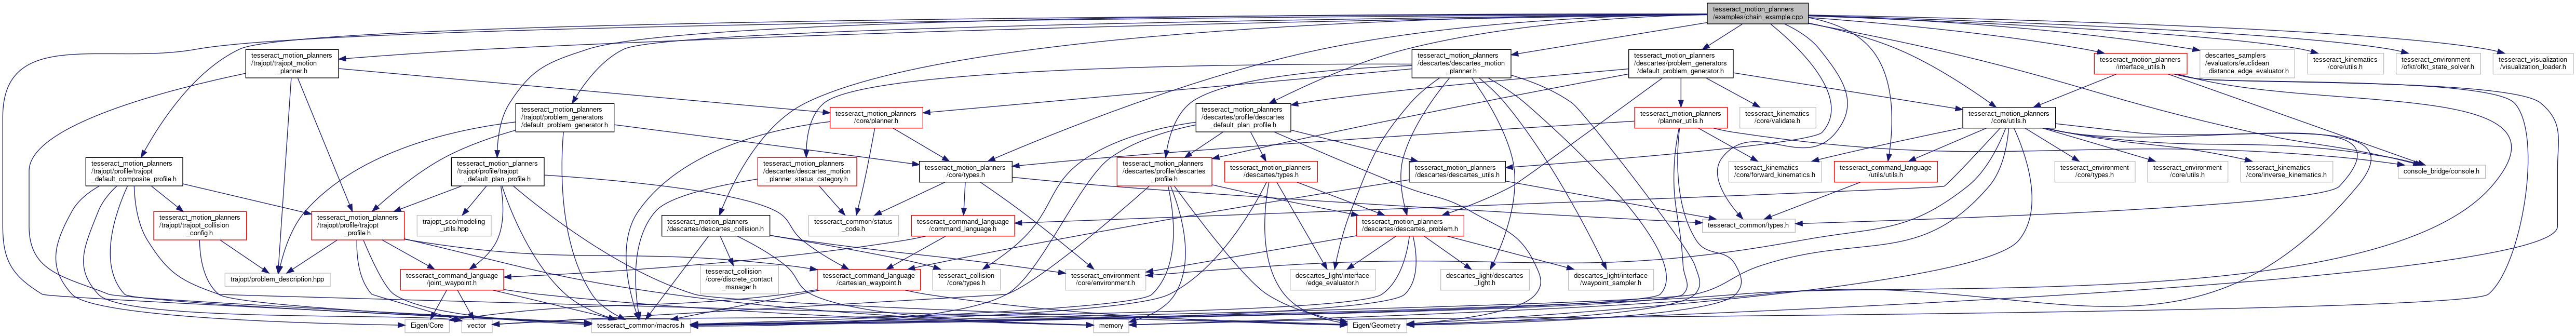 tesseract_motion_planners
/examples/chain_example.cpp
tesseract_motion_planners
/trajopt/trajopt_motion
_planner.h
tesseract_motion_planners
/descartes/descartes_motion
_planner.h
tesseract_motion_planners
/descartes/problem_generators
/default_problem_generator.h
tesseract_motion_planners
/interface_utils.h
descartes_samplers
/evaluators/euclidean
_distance_edge_evaluator.h
tesseract_kinematics
/core/utils.h
tesseract_environment
/ofkt/ofkt_state_solver.h
tesseract_visualization
/visualization_loader.h
tesseract_motion_planners
/trajopt/problem_generators
/default_problem_generator.h
tesseract_motion_planners
/core/planner.h
tesseract_motion_planners
/descartes/profile/descartes
_default_plan_profile.h
tesseract_motion_planners
/planner_utils.h
tesseract_kinematics
/core/validate.h
tesseract_motion_planners
/core/utils.h
tesseract_motion_planners
/trajopt/profile/trajopt
_default_composite_profile.h
tesseract_motion_planners
/trajopt/profile/trajopt
_default_plan_profile.h
tesseract_motion_planners
/descartes/descartes_motion
_planner_status_category.h
tesseract_motion_planners
/core/types.h
tesseract_motion_planners
/descartes/profile/descartes
_profile.h
tesseract_motion_planners
/descartes/types.h
tesseract_motion_planners
/descartes/descartes_utils.h
tesseract_kinematics
/core/forward_kinematics.h
tesseract_command_language
/utils/utils.h
tesseract_environment
/core/types.h
tesseract_environment
/core/utils.h
tesseract_kinematics
/core/inverse_kinematics.h
console_bridge/console.h
tesseract_motion_planners
/trajopt/trajopt_collision
_config.h
tesseract_motion_planners
/trajopt/profile/trajopt
_profile.h
trajopt_sco/modeling
_utils.hpp
tesseract_motion_planners
/descartes/descartes_collision.h
tesseract_common/status
_code.h
tesseract_command_language
/command_language.h
tesseract_motion_planners
/descartes/descartes_problem.h
tesseract_common/types.h
trajopt/problem_description.hpp
tesseract_command_language
/joint_waypoint.h
tesseract_collision
/core/discrete_contact
_manager.h
tesseract_command_language
/cartesian_waypoint.h
tesseract_collision
/core/types.h
tesseract_environment
/core/environment.h
descartes_light/interface
/edge_evaluator.h
descartes_light/descartes
_light.h
descartes_light/interface
/waypoint_sampler.h
Eigen/Core
vector
tesseract_common/macros.h
memory
Eigen/Geometry